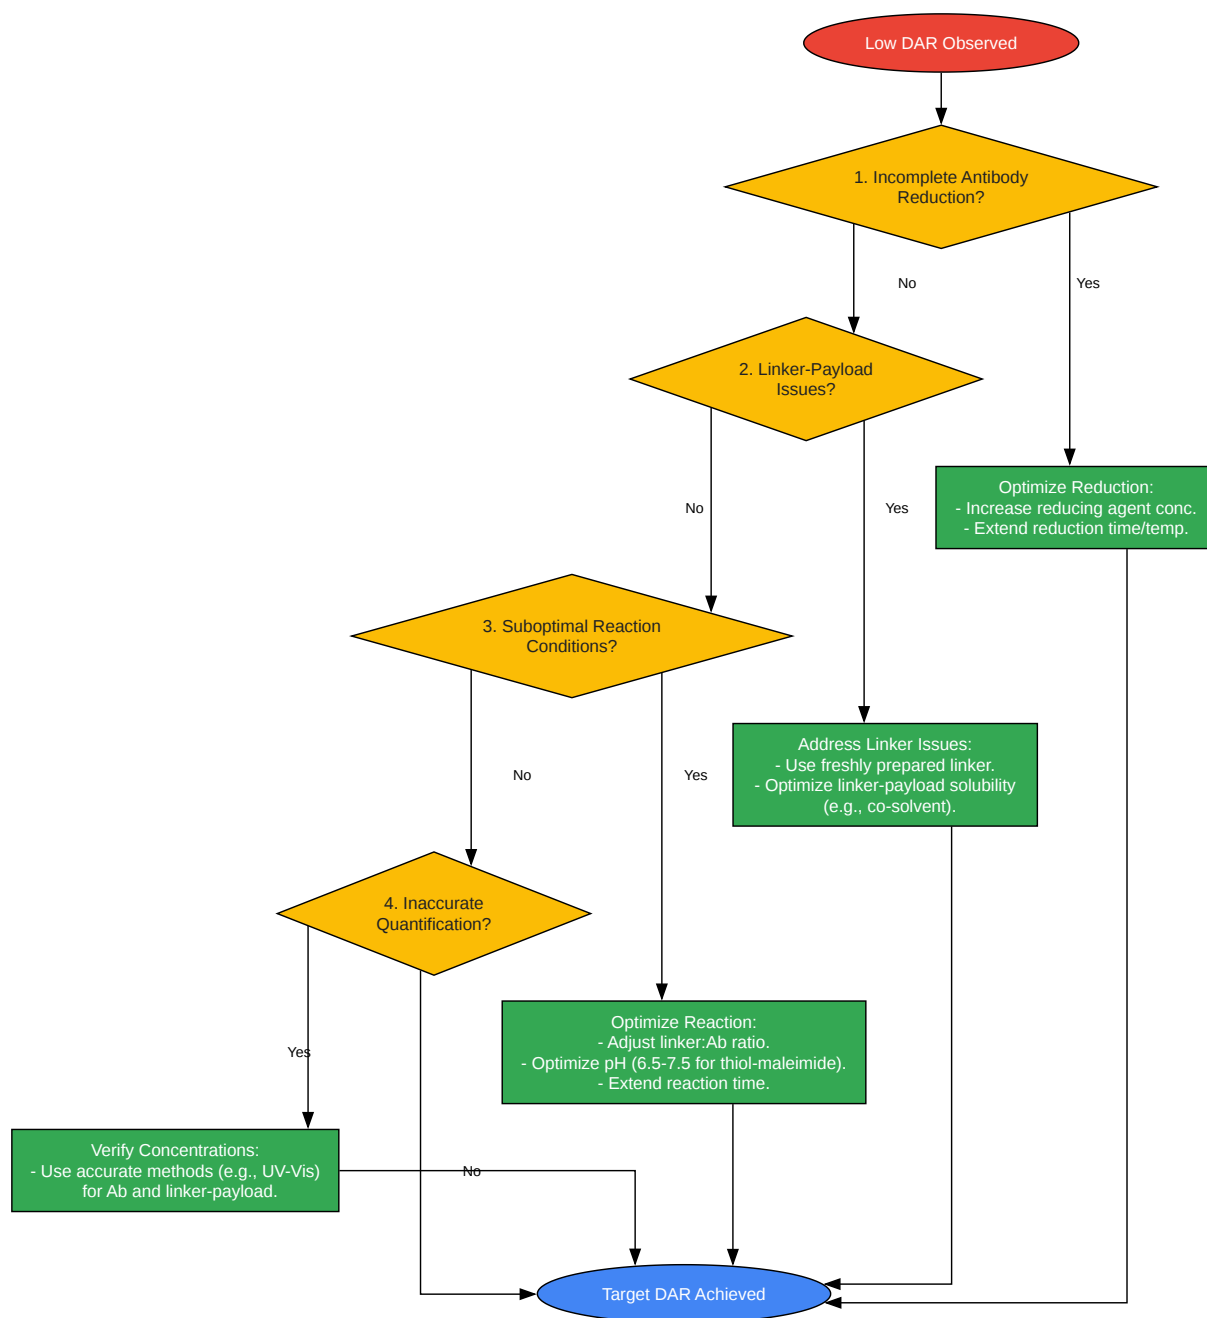 Low DAR Observed
1. Incomplete Antibody
Reduction?
No
Yes
2. Linker-Payload
Issues?
Optimize Reduction:
- Increase reducing agent conc.
- Extend reduction time/temp.
No
Yes
3. Suboptimal Reaction
Conditions?
Address Linker Issues:
- Use freshly prepared linker.
- Optimize linker-payload solubility
(e.g., co-solvent).
No
Yes
4. Inaccurate
Quantification?
Optimize Reaction:
- Adjust linker:Ab ratio.
- Optimize pH (6.5-7.5 for thiol-maleimide).
- Extend reaction time.
Yes
Verify Concentrations:
- Use accurate methods (e.g., UV-Vis)
for Ab and linker-payload.
No
Target DAR Achieved